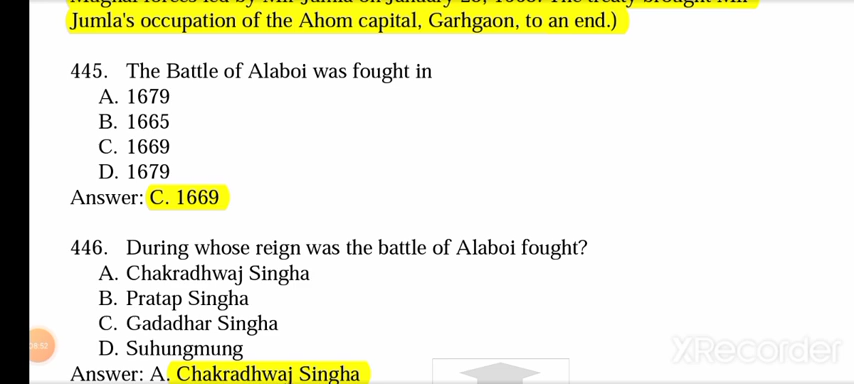 Jumla's occupation of the Ahom capital, Garhgaon, to an end.)
445. The Battle of Alaboi was fought in
A. 1679
B. 1665
C. 1669
D. 1679
Answer: C. 1669
446. During whose reign was the battle of Alaboi fought?
A. Chakradhwaj Singha
B. Pratap Singha
C. Gadadhar Singha
D. Suhungmung
Answer: A. Chakradhwaj Singha
XRecorder